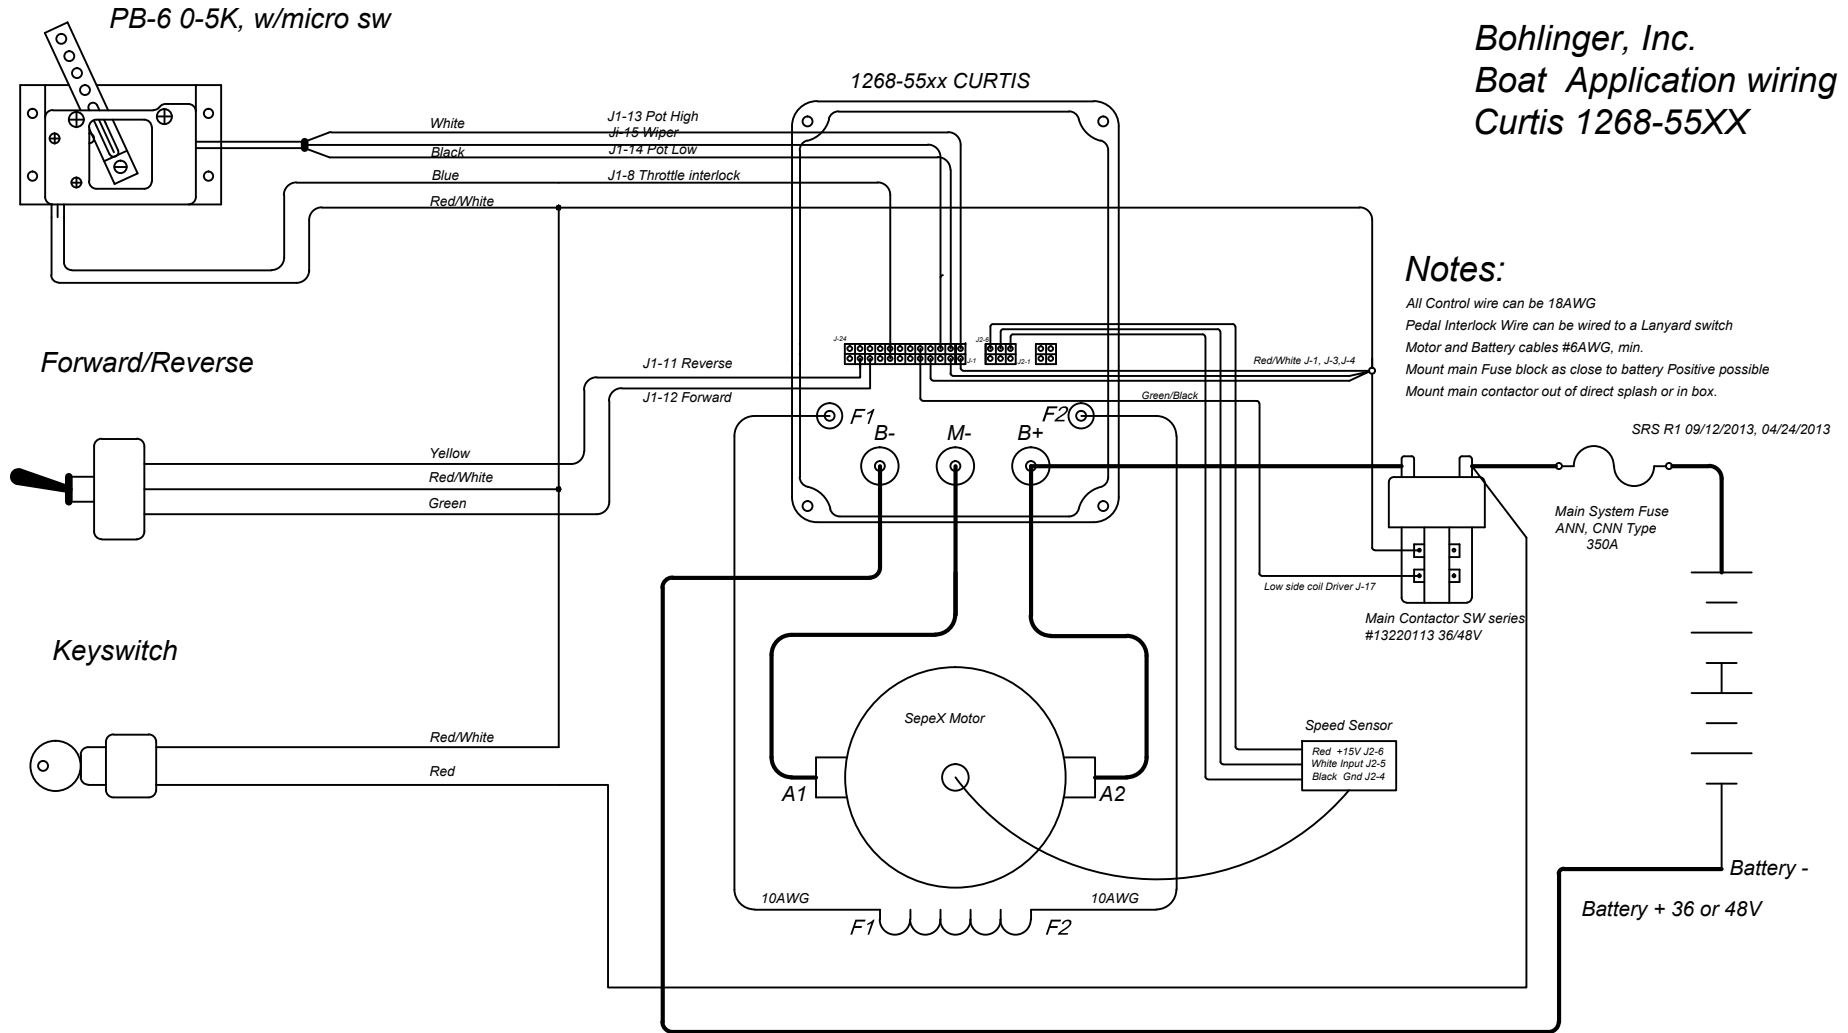 PB-6 0-5K, w/micro sw
Bohlinger, Inc.
Boat Application wiring
Curtis 1268-55XX
1268-55xx CURTIS
White
J1-13 Pot High
Ji-15 Wiper
Black
J1-14 Pot Low
Blue
J1-8 Throttle interlock
Red/White
Notes:
All Control wire can be 18AWG
Pedal Interlock Wire can be wired to a Lanyard switch
Motor and Battery cables #6AWG, min.
Mount main Fuse block as close to battery Positive possible
Mount main contactor out of direct splash or in box.
SRS R1 09/12/2013, 04/24/2013
J-24
J-1
J2-6
J2-1
Red/White J-1, J-3,J-4
Green/Black
Forward/Reverse
J1-11 Reverse
J1-12 Forward
F1
F2
B-
M-
B+
Yellow
Red/White
Green
Main System Fuse
ANN, CNN Type
350A
Low side coil Driver J-17
Main Contactor SW series
#13220113 36/48V
Keyswitch
Red/White
Red
SepeX Motor
A1
A2
Speed Sensor
Red +15V J2-6
White Input J2-5
Black Gnd J2-4
10AWG
10AWG
F1
F2
Battery -
Battery + 36 or 48V